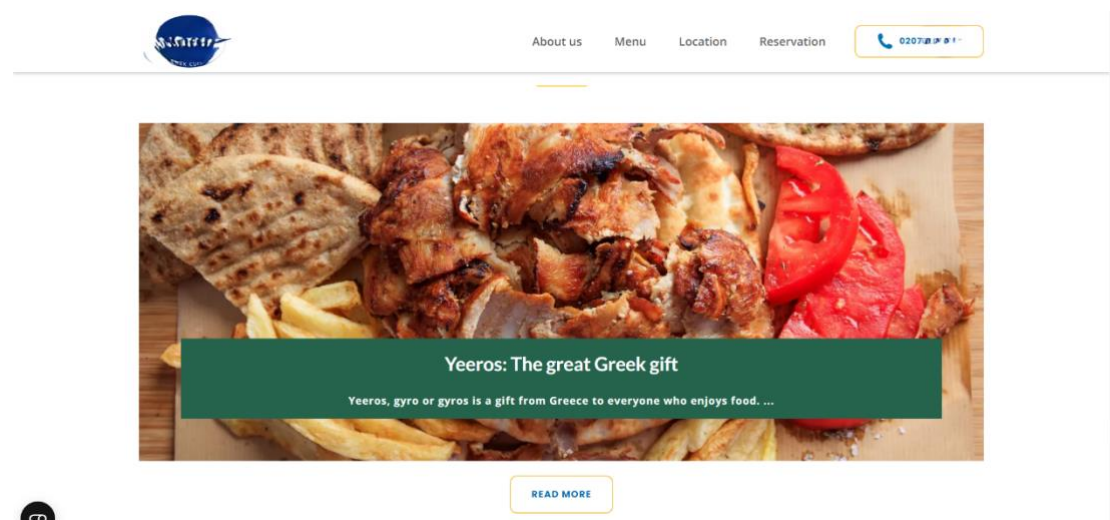 About us
Menu
Location
Reservation
Yeeros: The great Greek gift
Yeeros, gyro or gyros is a gift from Greece to everyone who enjoys food. ...
READ MORE